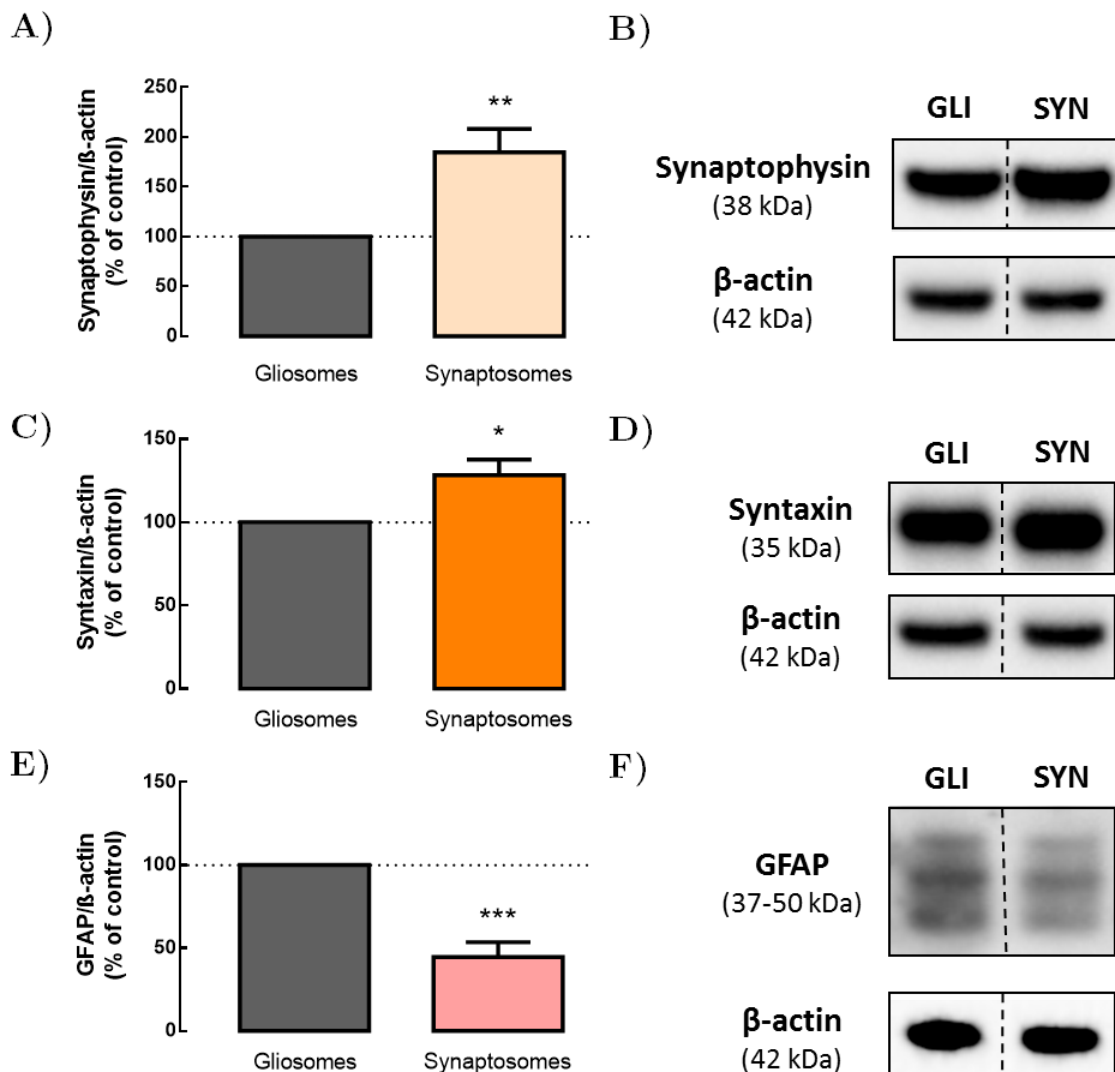 A)
Synaptophysin/ß-actin
(% of control)
250
200
150
100
50
0
**
Gliosomes
Synaptosomes
B)
GLI SYN
Synaptophysin
(38 kDa)
β-actin
(42 kDa)
C)
Syntaxin/ß-actin
(% of control)
150
100
50
0
*
Gliosomes
Synaptosomes
D)
GLI SYN
Syntaxin
(35 kDa)
β-actin
(42 kDa)
E)
GFAP/ß-actin
(% of control)
150
100
50
0
***
Gliosomes
Synaptosomes
F)
GLI SYN
GFAP
(37-50 kDa)
β-actin
(42 kDa)